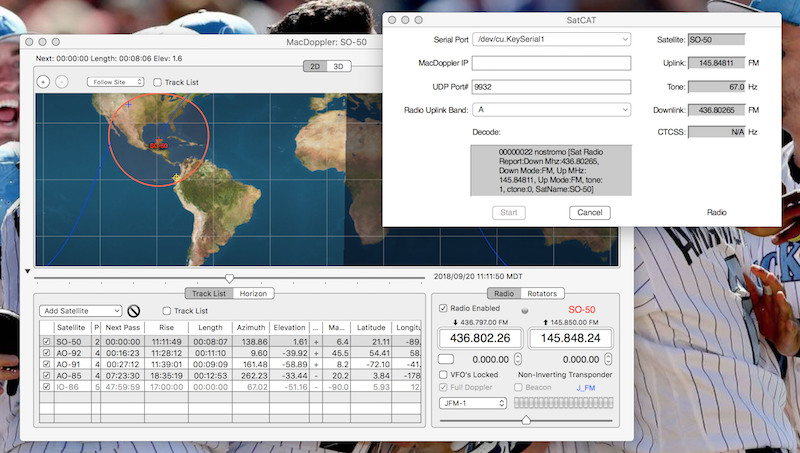 SatCAT
Serial Port
/dev/cu.KeySerial1
Satellite:
SO-50
MacDoppler IP
Uplink:
145.84811
FM
UDP Port#
9932
Tone:
67.0
Hz
Radio Uplink Band:
A
Downlink:
436.80265
FM
Decode:
CTCSS:
N/A
Hz
00000022 nostromo [Sat Radio
Report:Down Mhz:436.80265,
Down Mode:FM, Up MHz:
145.84811, Up Mode:FM, tone:
1, ctone:0, SatName:SO-50]
Start
Cancel
Radio
MacDoppler: SO-50
Next: 00:00:00 Length: 00:08:06 Elev: 1.6
2D
3D
Follow Site
Track List
SO-50
2018/09/20 11:11:50 MDT
Track List
Horizon
Add Satellite
Track List
Satellite P Next Pass Rise Length Azimuth Elevation ... Ma... Latitude Longitu
SO-50 2 00:00:00 11:11:49 00:08:07 138.86 1.61 + 6.4 21.11 -89.
AO-92 4 00:16:23 11:28:12 00:11:10 9.60 -39.92 + 45.5 54.41 58.
AO-91 4 00:27:12 11:39:01 00:09:09 161.48 -58.89 + 8.2 -72.10 -41.
AO-85 4 07:23:30 18:35:19 00:12:53 262.23 -33.44 - 20.2 3.84 -178
IO-86 5 47:59:59 17:00:00 00:00:00 67.02 -51.16 - -90.0 5.93 12.
Radio
Rotators
Radio Enabled
SO-50
436.797.00 FM
145.850.00 FM
436.802.26
145.848.24
0.000.00
0.000.00
VFO's Locked
Non-Inverting Transponder
Full Doppler
Beacon
J_FM
JFM-1